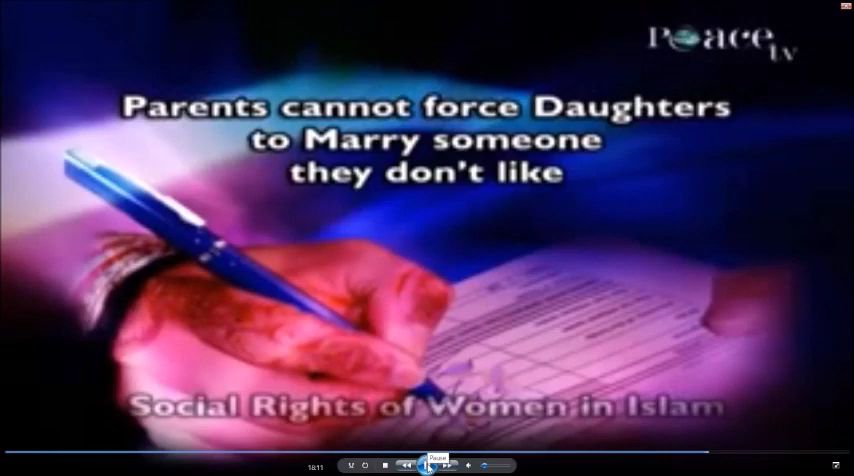 Peace
tv
Parents cannot force Daughters
to Marry someone
they don't like
Social Rights of Women in Islam
Pause
18:11